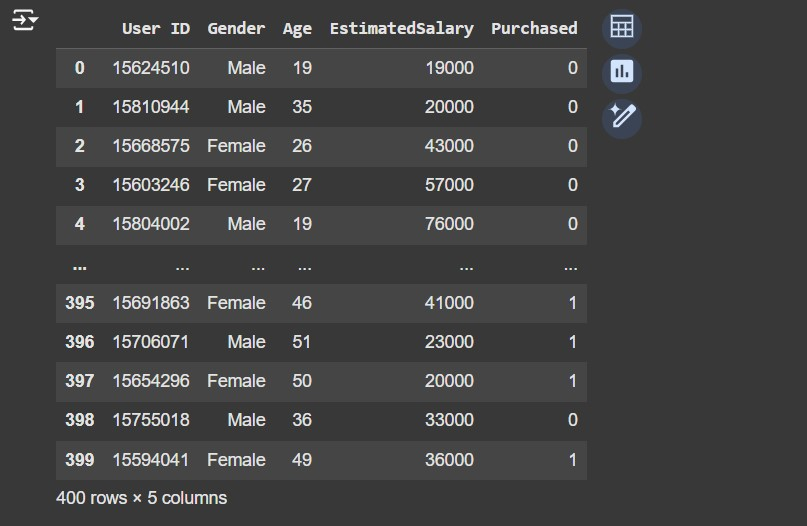 User ID Gender Age EstimatedSalary Purchased
0 15624510 Male 19 19000 0
1 15810944 Male 35 20000 0
2 15668575 Female 26 43000 0
3 15603246 Female 27 57000 0
4 15804002 Male 19 76000 0
... ... ... ... ... ...
395 15691863 Female 46 41000 1
396 15706071 Male 51 23000 1
397 15654296 Female 50 20000 1
398 15755018 Male 36 33000 0
399 15594041 Female 49 36000 1
400 rows × 5 columns